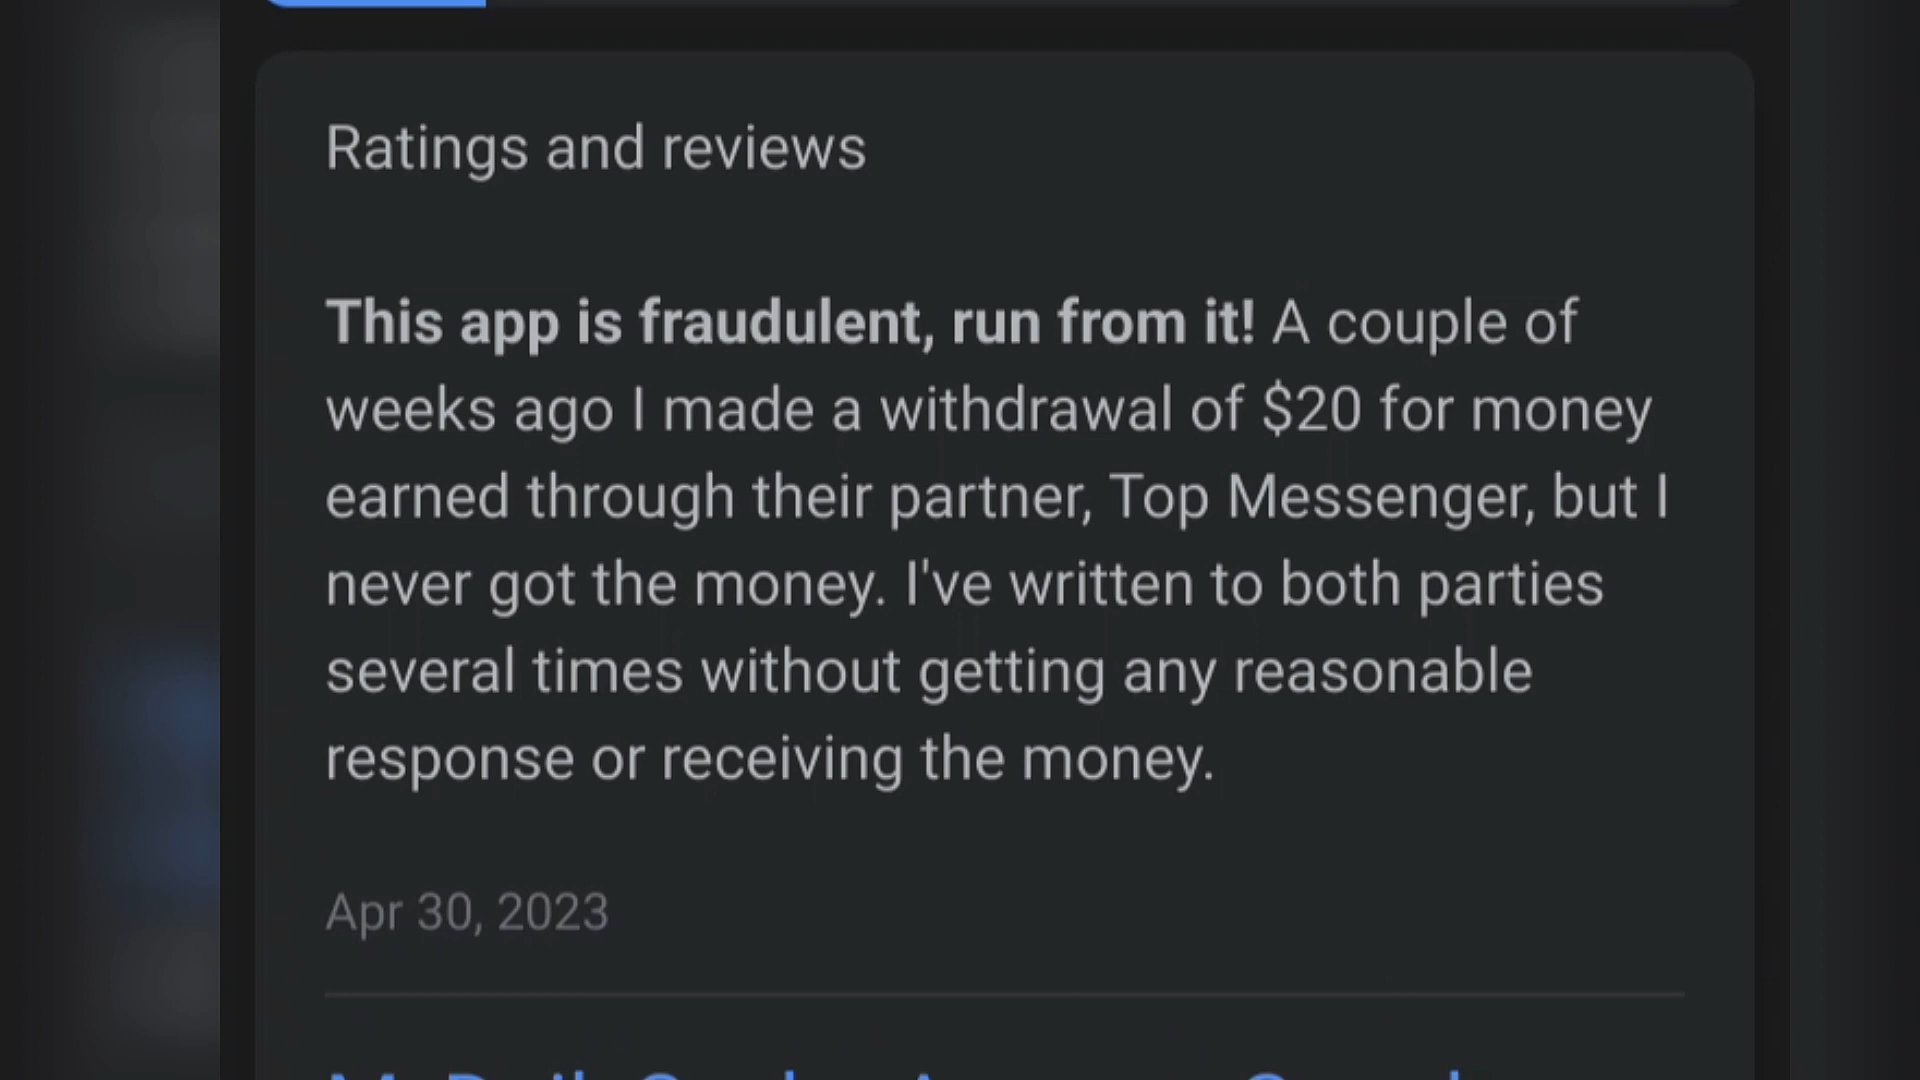 Ratings and reviews
This app is fraudulent, run from it! A couple of
weeks ago I made a withdrawal of $20 for money
earned through their partner, Top Messenger, but I
never got the money. I've written to both parties
several times without getting any reasonable
response or receiving the money.
Apr 30, 2023